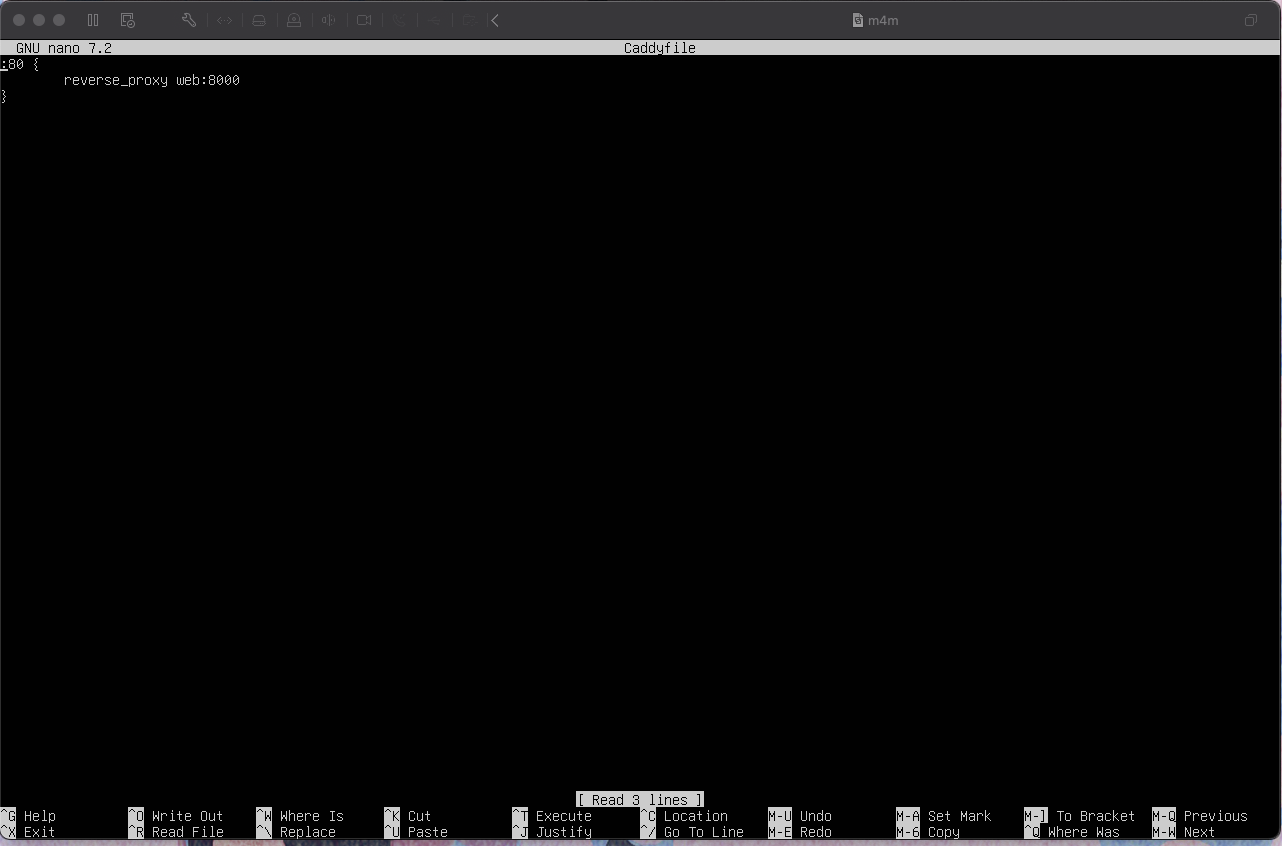 m4m
GNU nano 7.2 Caddyfile
:80 {
reverse_proxy web:8000
}
[ Read 3 lines ]
^G Help ^O Write Out ^W Where Is ^K Cut ^T Execute ^C Location M-U Undo M-A Set Mark M-] To Bracket M-Q Previous
^X Exit ^R Read File ^\ Replace ^U Paste ^J Justify ^/ Go To Line M-E Redo M-6 Copy ^Q Where Was M-W Next